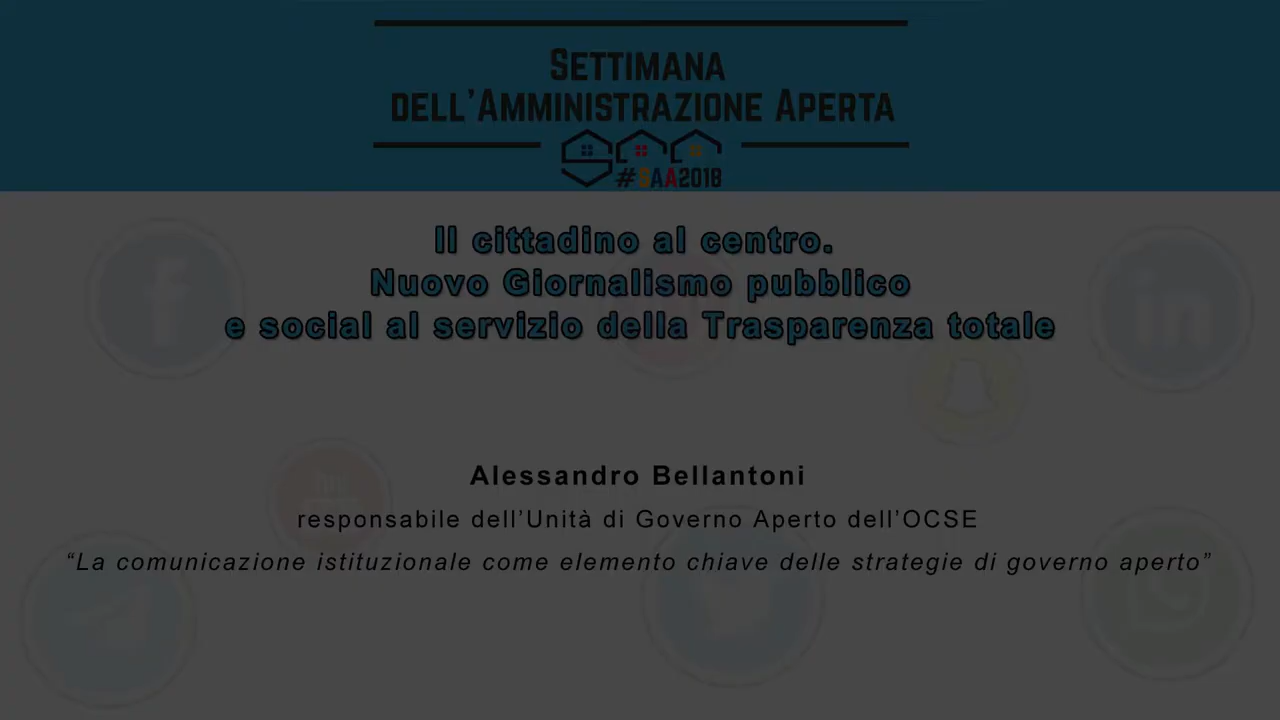 SETTIMANA
DELL'AMMINISTRAZIONE APERTA
#SAA2018
Il cittadino al centro.
Nuovo Giornalismo pubblico
e social al servizio della Trasparenza totale
Alessandro Bellantoni
responsabile dell’Unità di Governo Aperto dell’OCSE
“La comunicazione istituzionale come elemento chiave delle strategie di governo aperto”